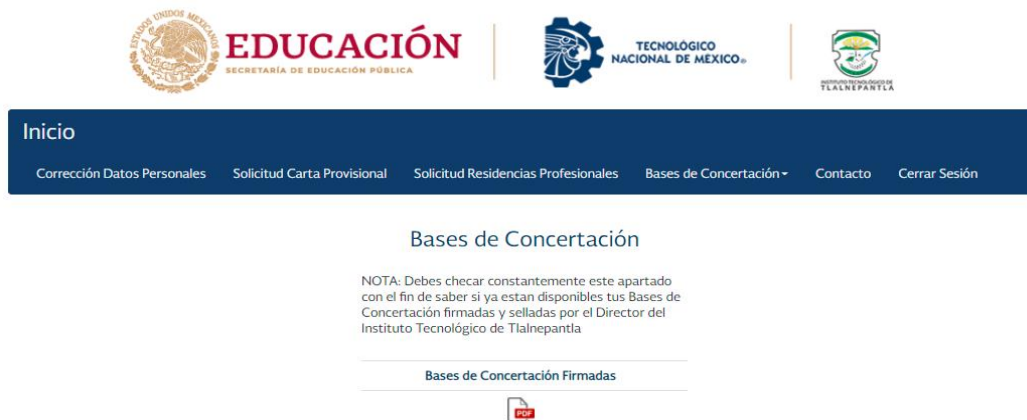 EDUCACIÓN
SECRETARÍA DE EDUCACIÓN PÚBLICA
TECNOLÓGICO
NACIONAL DE MÉXICO®
INSTITUTO TECNOLÓGICO DE
TLALNEPANTLA
ESTADOS UNIDOS MEXICANOS
Inicio
Corrección Datos Personales Solicitud Carta Provisional Solicitud Residencias Profesionales Bases de Concertación Contacto Cerrar Sesión
Bases de Concertación
NOTA: Debes checar constantemente este apartado
con el fin de saber si ya estan disponibles tus Bases de
Concertación firmadas y selladas por el Director del
Instituto Tecnológico de Tlalnepantla
Bases de Concertación Firmadas
PDF